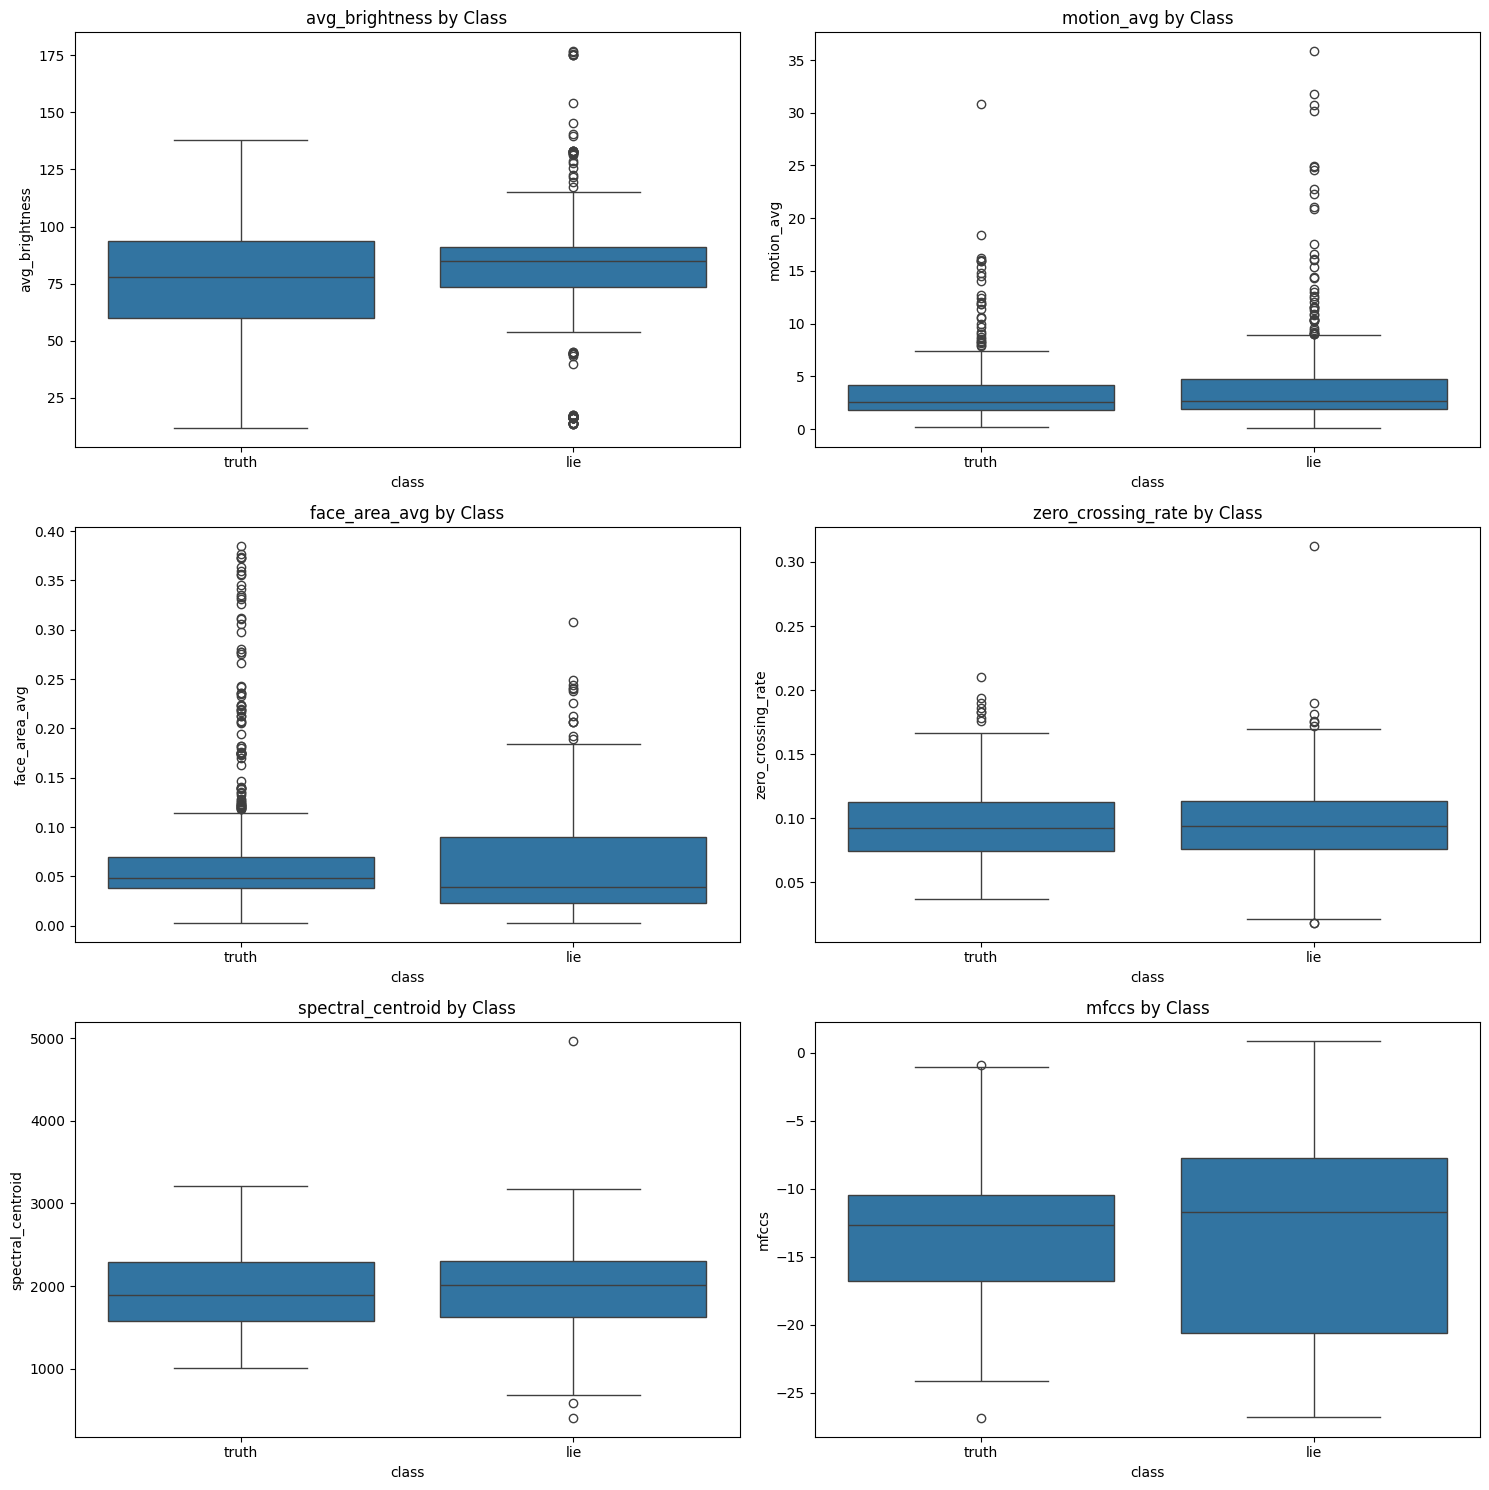 avg_brightness by Class
175
150
125
100
75
50
25
avg_brightness
truth
lie
class
motion_avg by Class
35
30
25
20
15
10
5
0
motion_avg
truth
lie
class
face_area_avg by Class
0.40
0.35
0.30
0.25
0.20
0.15
0.10
0.05
0.00
face_area_avg
truth
lie
class
zero_crossing_rate by Class
0.30
0.25
0.20
0.15
0.10
0.05
zero_crossing_rate
truth
lie
class
spectral_centroid by Class
5000
4000
3000
2000
1000
spectral_centroid
truth
lie
class
mfccs by Class
0
−5
−10
−15
−20
−25
mfccs
truth
lie
class